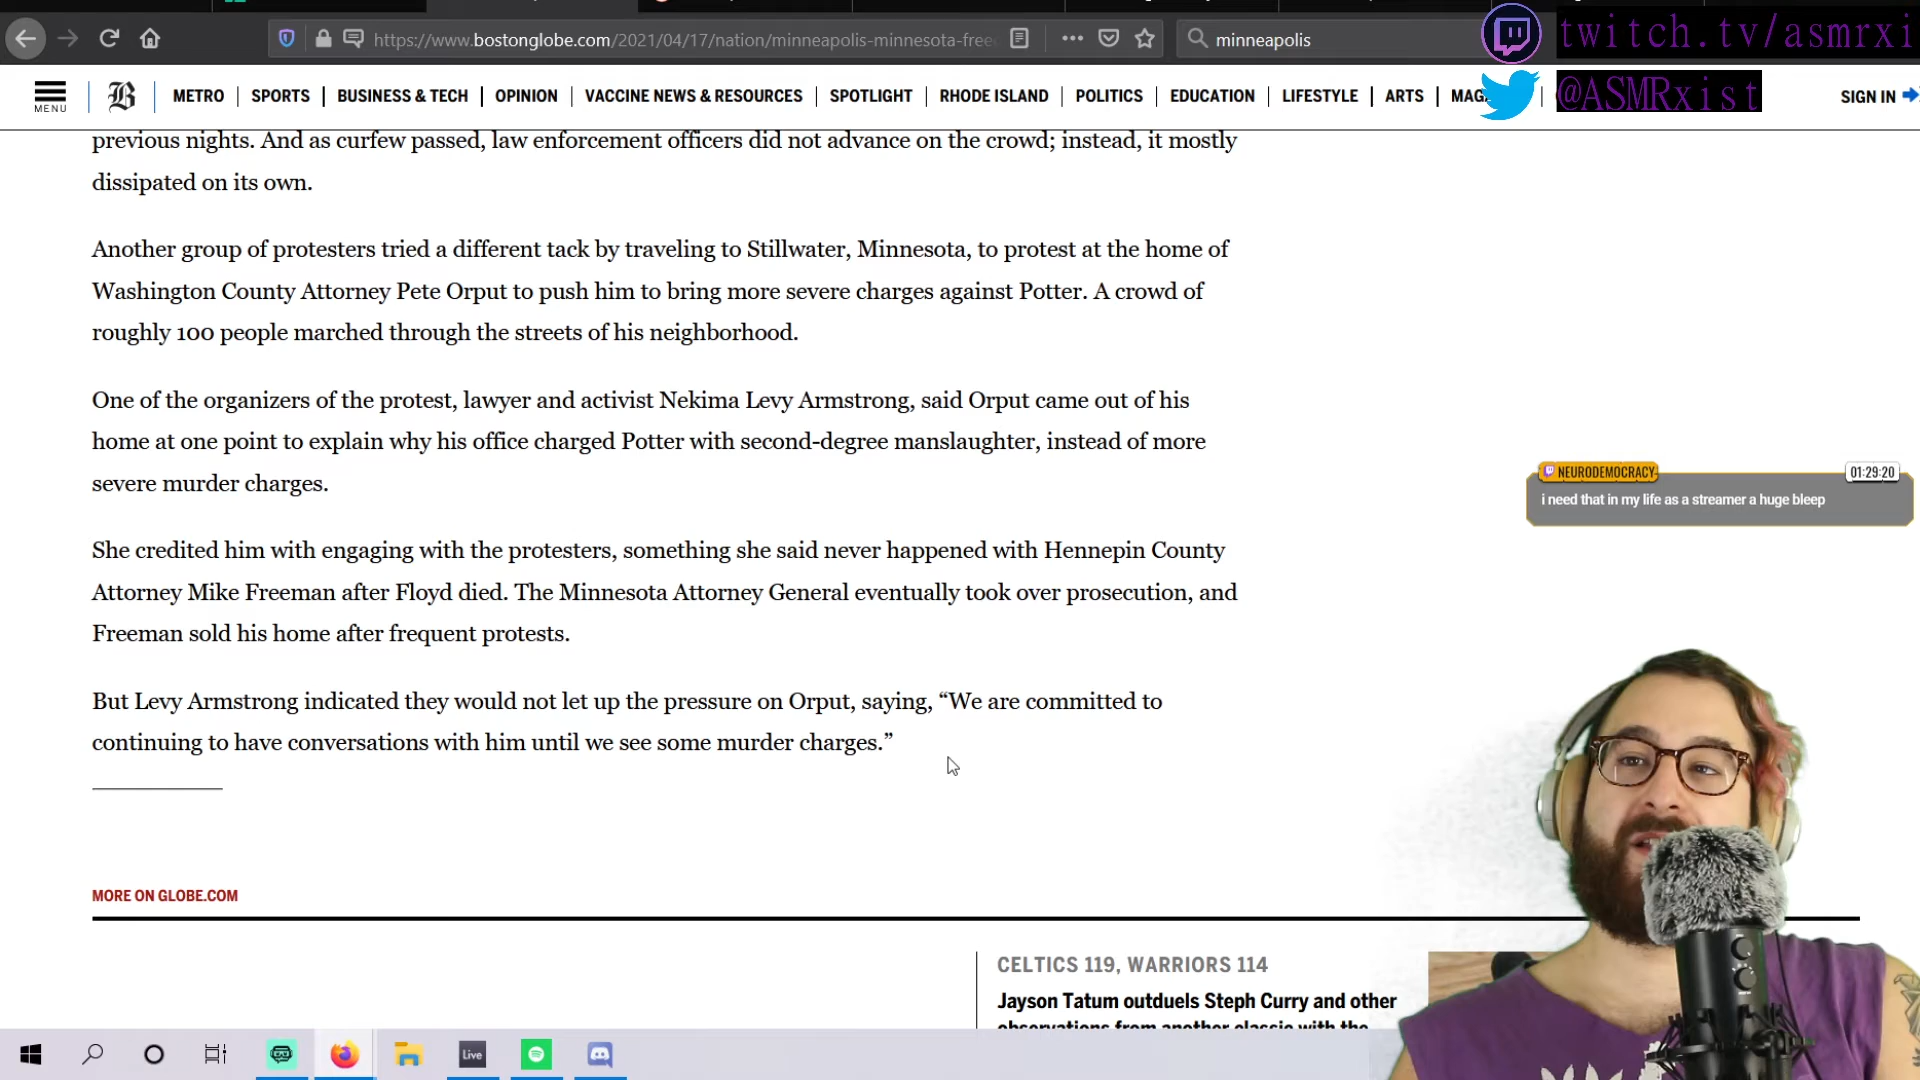 https://www.bostonglobe.com/2021/04/17/nation/minneapolis-minnesota-free
minneapolis
twitch.tv/asmrxi
MENU
B
METRO
SPORTS
BUSINESS & TECH
OPINION
VACCINE NEWS & RESOURCES
SPOTLIGHT
RHODE ISLAND
POLITICS
EDUCATION
LIFESTYLE
ARTS
@ASMRxist
SIGN IN
previous nights. And as curfew passed, law enforcement officers did not advance on the crowd; instead, it mostly
dissipated on its own.
Another group of protesters tried a different tack by traveling to Stillwater, Minnesota, to protest at the home of
Washington County Attorney Pete Orput to push him to bring more severe charges against Potter. A crowd of
roughly 100 people marched through the streets of his neighborhood.
One of the organizers of the protest, lawyer and activist Nekima Levy Armstrong, said Orput came out of his
home at one point to explain why his office charged Potter with second-degree manslaughter, instead of more
severe murder charges.
NEURODEMOCRACY
01:29:20
i need that in my life as a streamer a huge bleep
She credited him with engaging with the protesters, something she said never happened with Hennepin County
Attorney Mike Freeman after Floyd died. The Minnesota Attorney General eventually took over prosecution, and
Freeman sold his home after frequent protests.
But Levy Armstrong indicated they would not let up the pressure on Orput, saying, “We are committed to
continuing to have conversations with him until we see some murder charges.”
MORE ON GLOBE.COM
CELTICS 119, WARRIORS 114
Jayson Tatum outduels Steph Curry and other
observations from another classic with the
Live